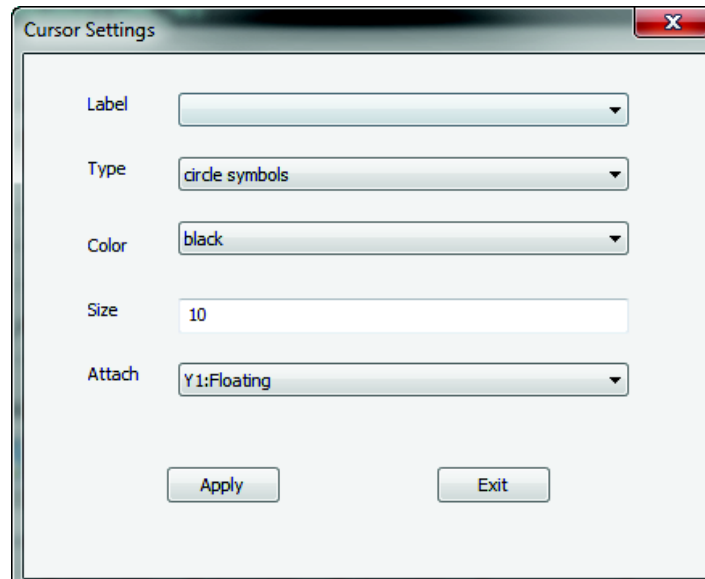 Cursor Settings
Label
Type circle symbols
Color black
Size 10
Attach Y1:Floating
Apply Exit